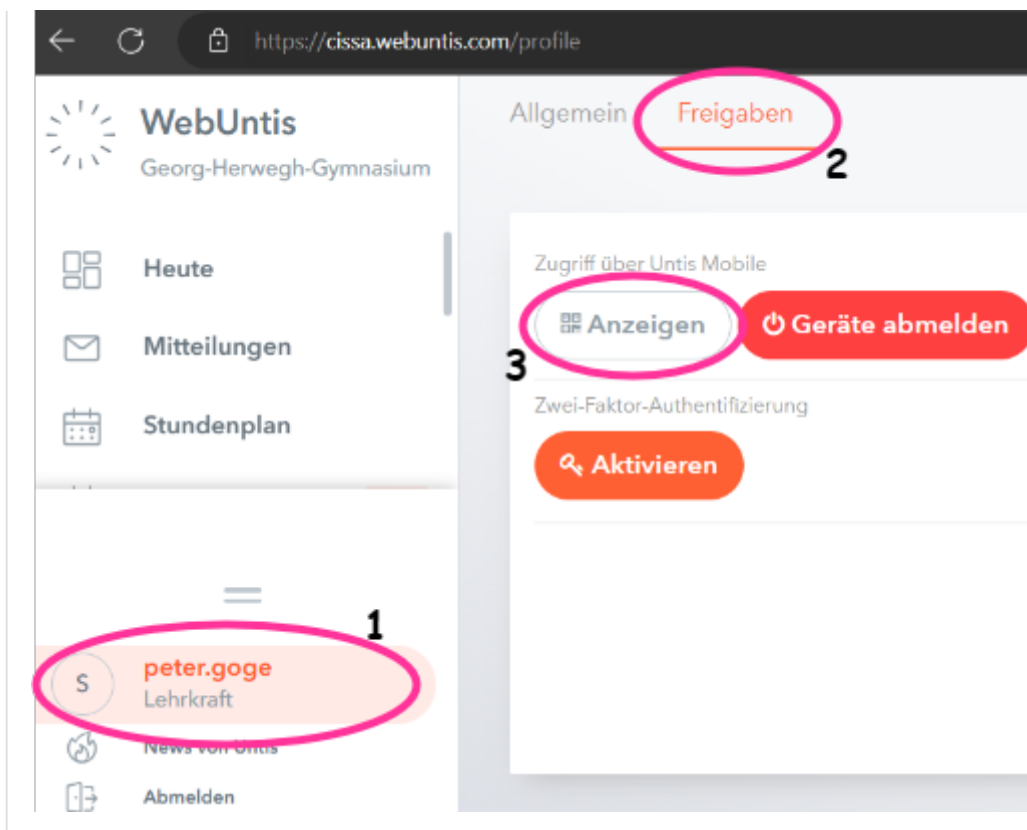 https://cissa.webuntis.com/profile
WebUntis
Georg-Herwegh-Gymnasium
Heute
Mitteilungen
Stundenplan
1
S
peter.goge
Lehrkraft
News von Untis
Abmelden
Allgemein
Freigaben
2
Zugriff über Untis Mobile
Anzeigen
Geräte abmelden
3
Zwei-Faktor-Authentifizierung
Aktivieren